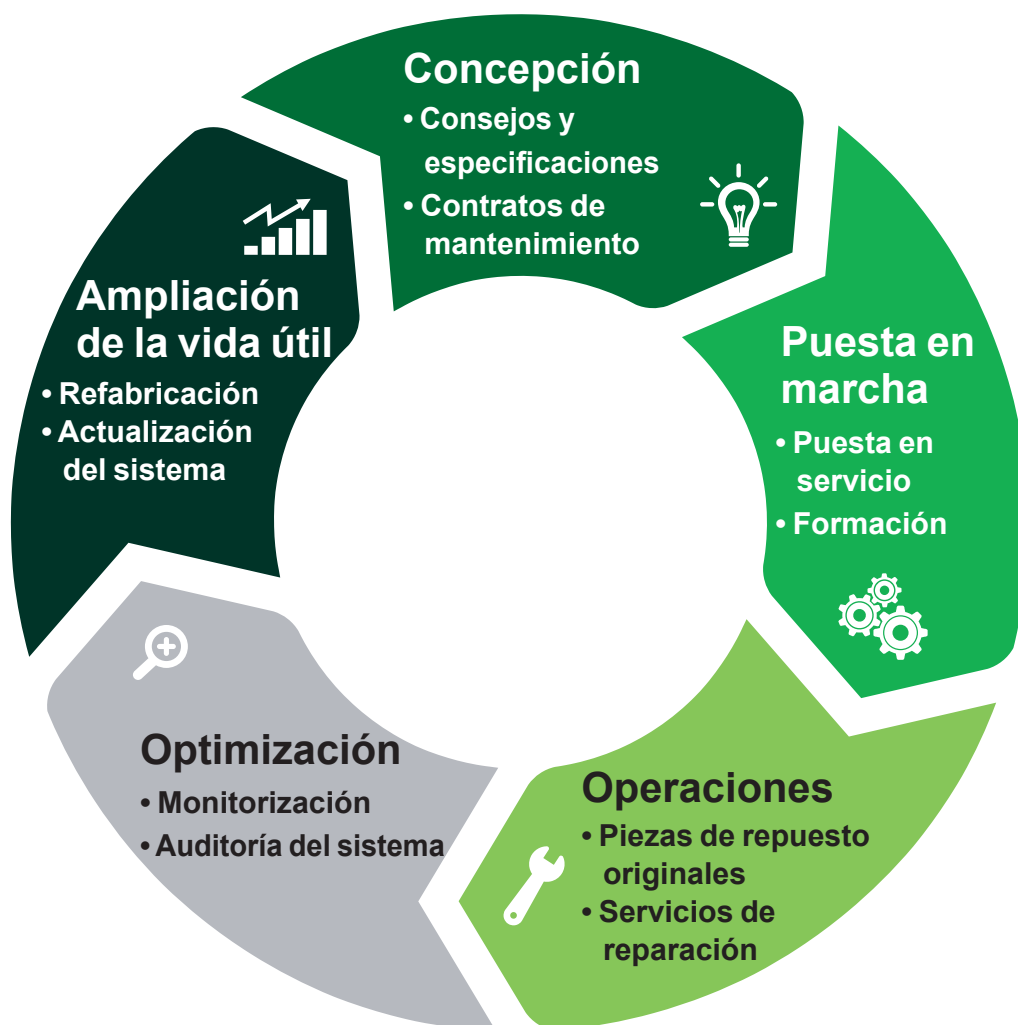 Concepción
• Consejos y
especificaciones
• Contratos de
mantenimiento
Puesta en
marcha
• Puesta en
servicio
• Formación
Operaciones
• Piezas de repuesto
originales
• Servicios de
reparación
Optimización
• Monitorización
• Auditoría del sistema
Ampliación
de la vida útil
• Refabricación
• Actualización
del sistema